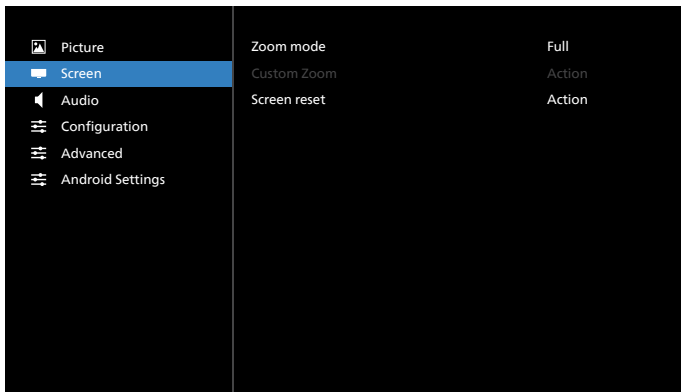 Picture
Screen
Audio
Configuration
Advanced
Android Settings
Zoom mode Full
Custom Zoom Action
Screen reset Action